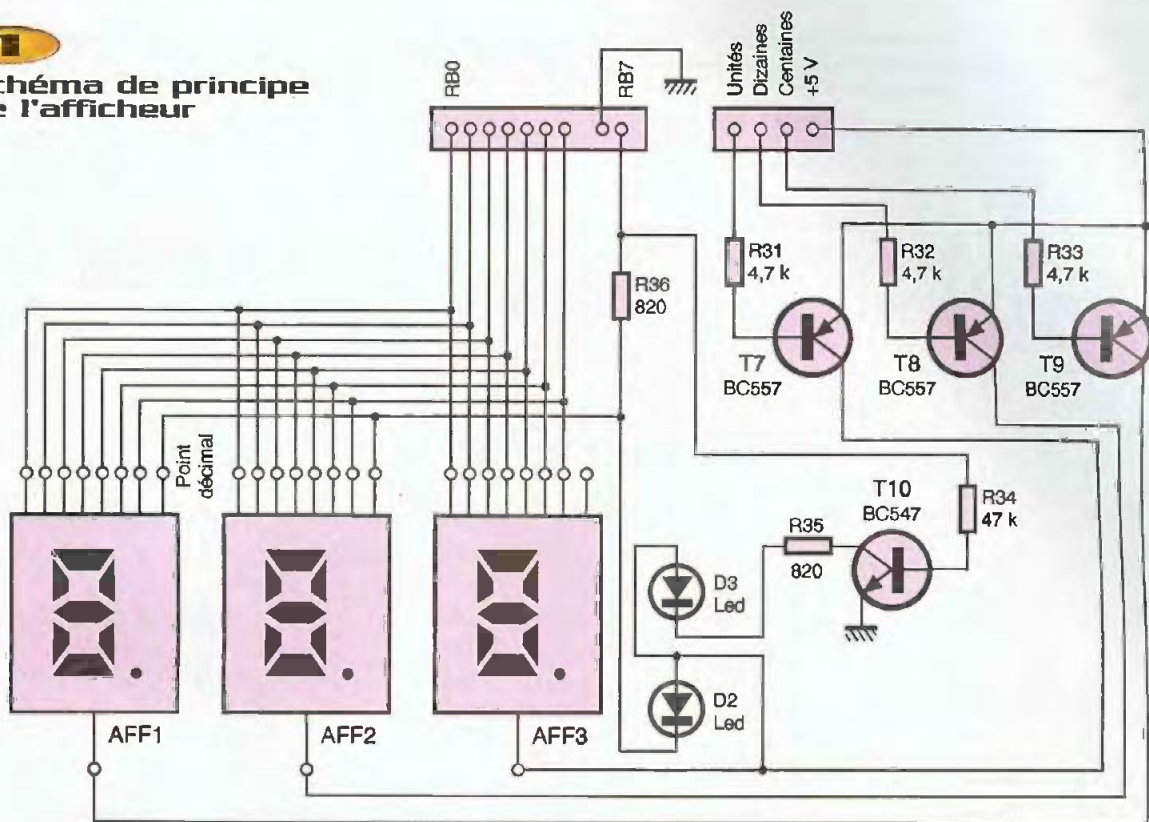 chéma de principe
e l'afficheur
RB0
RB7
Unités
Dizaines
Centaines
+5 V
R31
4,7 k
R32
4,7 k
R33
4,7 k
R36
820
T7
BC557
T8
BC557
T9
BC557
Point
décimal
T10
BC547
R34
47 k
R35
820
D3
Led
D2
Led
AFF1
AFF2
AFF3